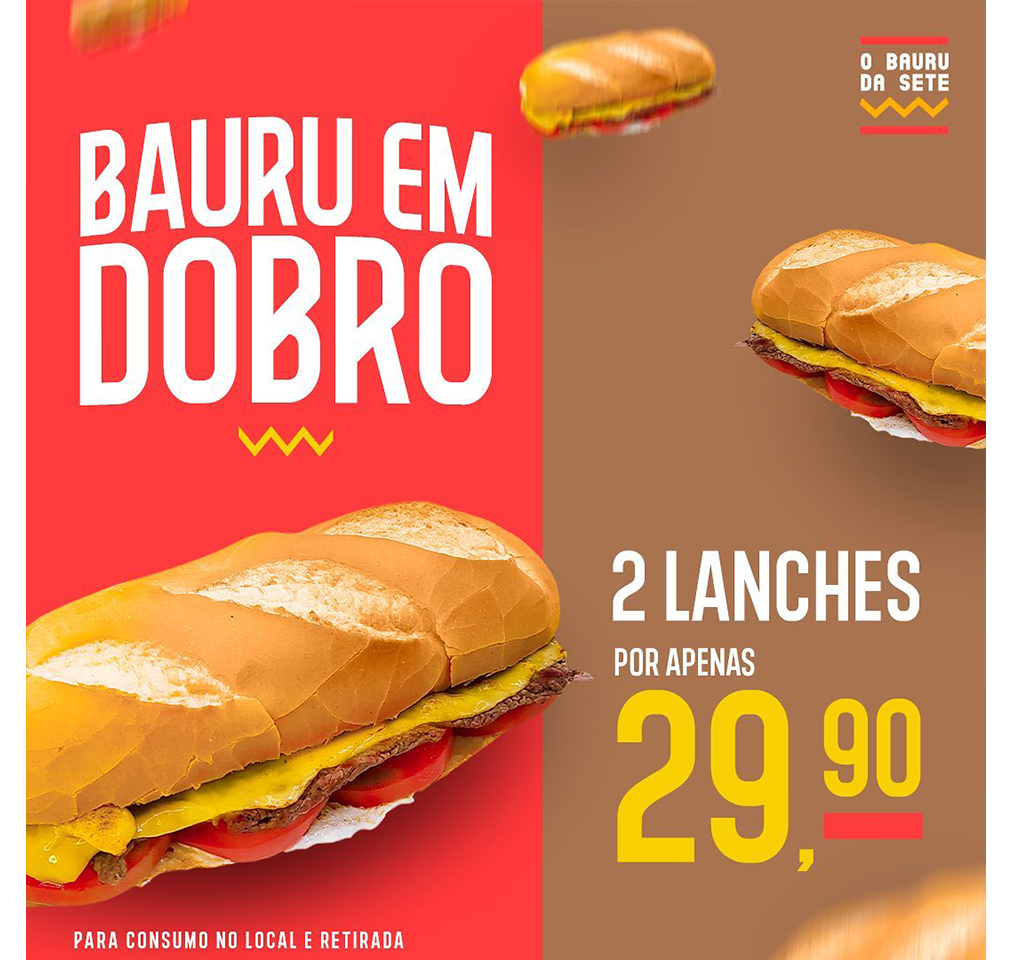 O BAURU
DA SETE
BAURU EM
DOBRO
2 LANCHES
POR APENAS
29,90
PARA CONSUMO NO LOCAL E RETIRADA